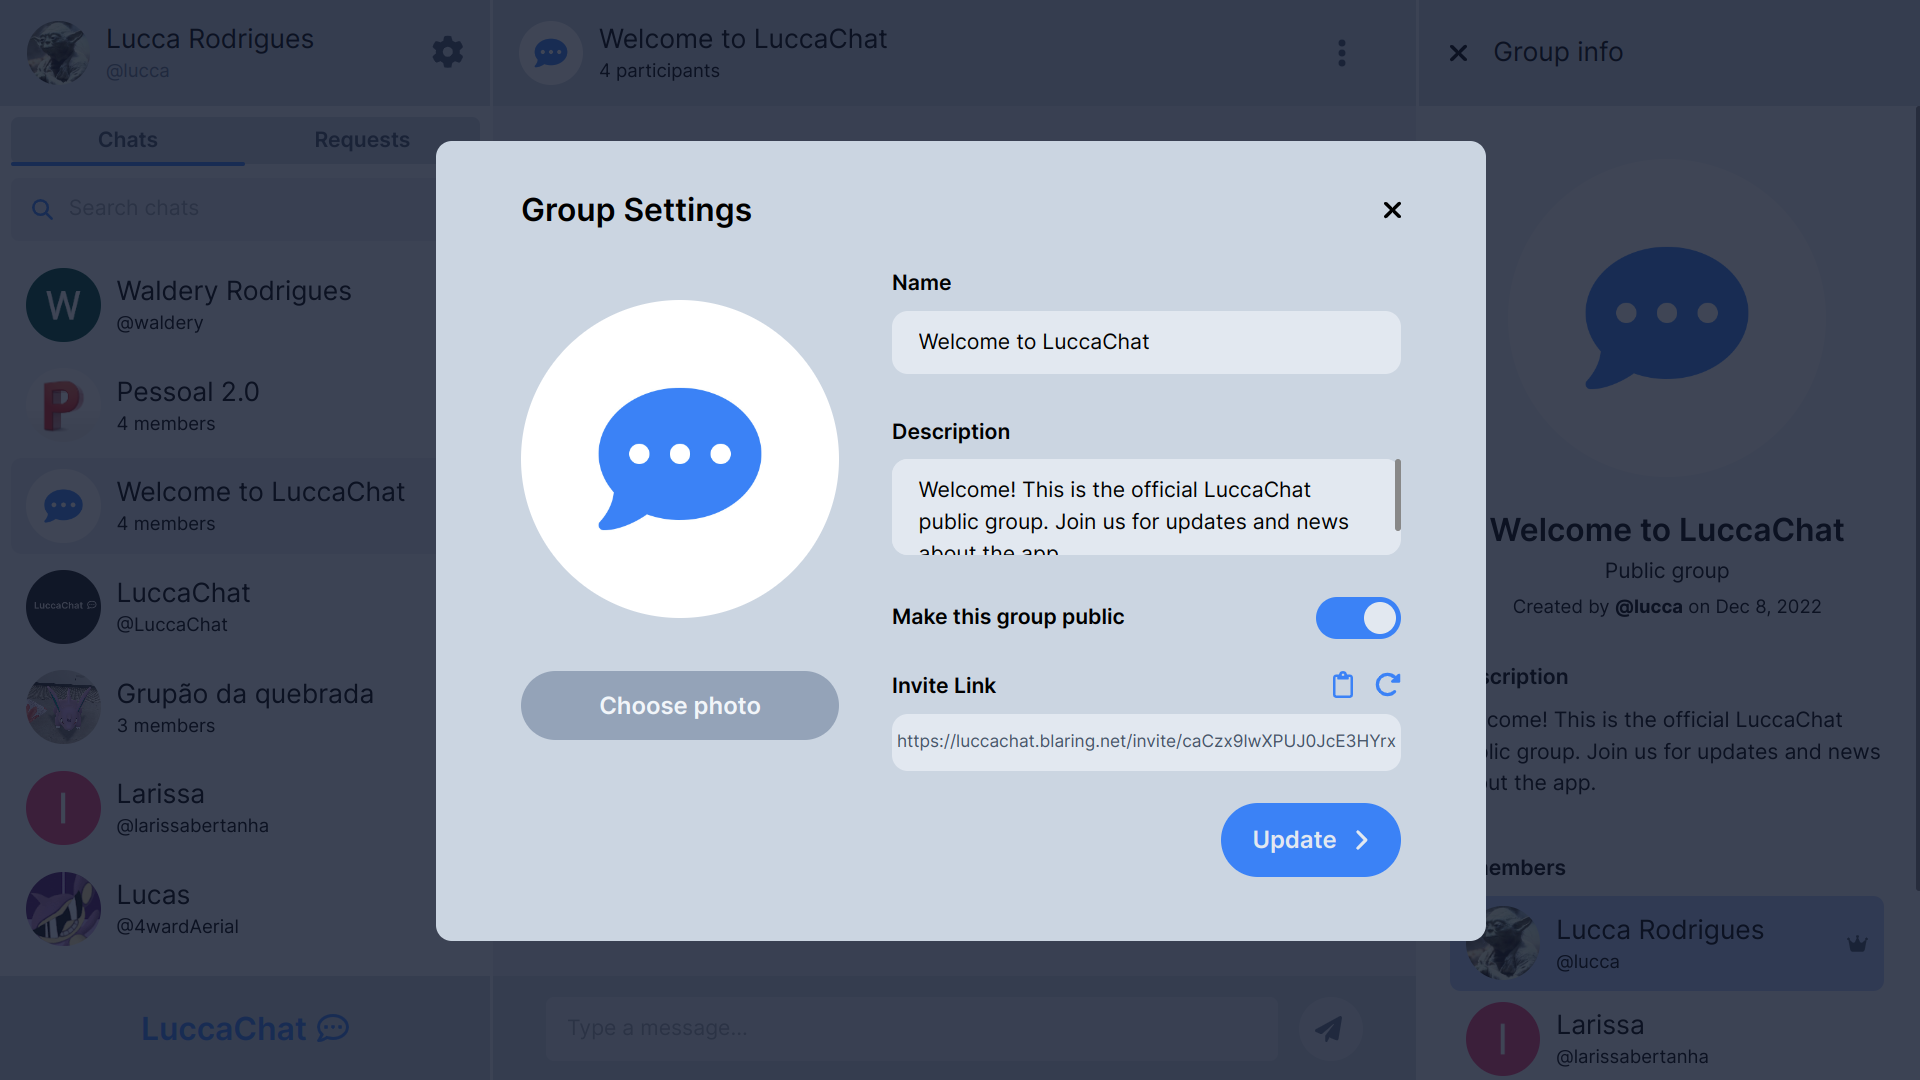 Lucca Rodrigues
@lucca
Chats
Requests
Search chats
W
Waldery Rodrigues
@waldery
P
Pessoal 2.0
4 members
Welcome to LuccaChat
4 members
LuccaChat
LuccaChat
@LuccaChat
Grupão da quebrada
3 members
l
Larissa
@larissabertanha
Lucas
@4wardAerial
LuccaChat
Welcome to LuccaChat
4 participants
Type a message...
Group Settings
Choose photo
Name
Welcome to LuccaChat
Description
Welcome! This is the official LuccaChat
public group. Join us for updates and news
about the app.
Make this group public
Invite Link
https://luccachat.blaring.net/invite/caCzx9lwXPUJ0JcE3HYrx
Update
Group info
Welcome to LuccaChat
Public group
Created by @lucca on Dec 8, 2022
scription
come! This is the official LuccaChat
lic group. Join us for updates and news
ut the app.
embers
Lucca Rodrigues
@lucca
l
Larissa
@larissabertanha